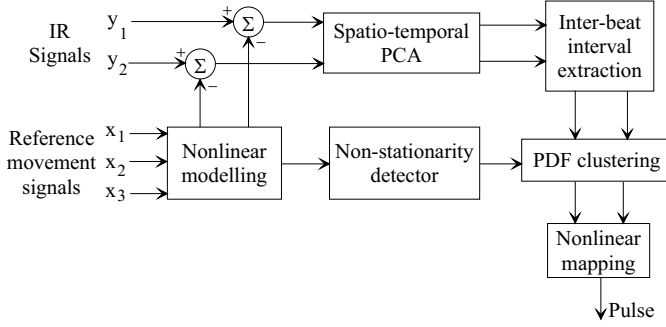 IR
Signals
y1
y2
+
Σ
−
+
Σ
−
Spatio-temporal
PCA
Inter-beat
interval
extraction
Reference
movement
signals
x1
x2
x3
Nonlinear
modelling
Non-stationarity
detector
PDF clustering
Nonlinear
mapping
Pulse